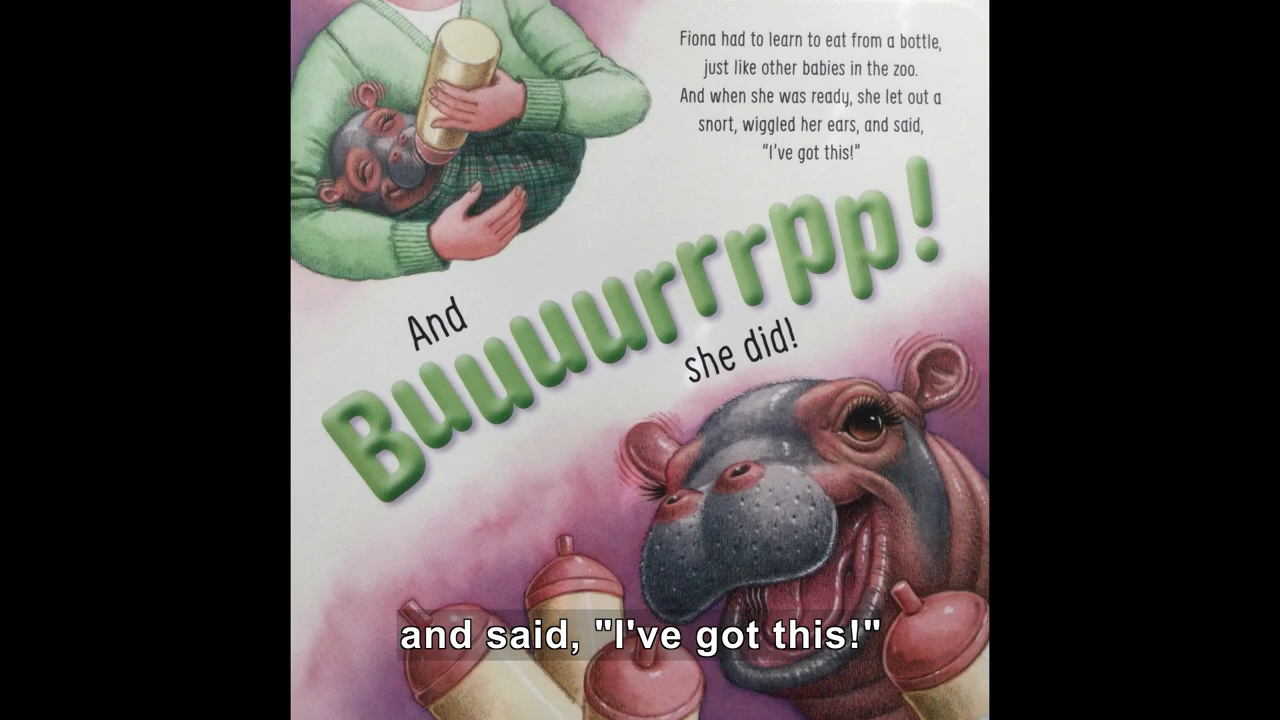 Fiona had to learn to eat from a bottle,
just like other babies in the zoo.
And when she was ready, she let out a
snort, wiggled her ears, and said,
“I’ve got this!”
And
Buuuurrrpp!
she did!
and said, "I've got this!"